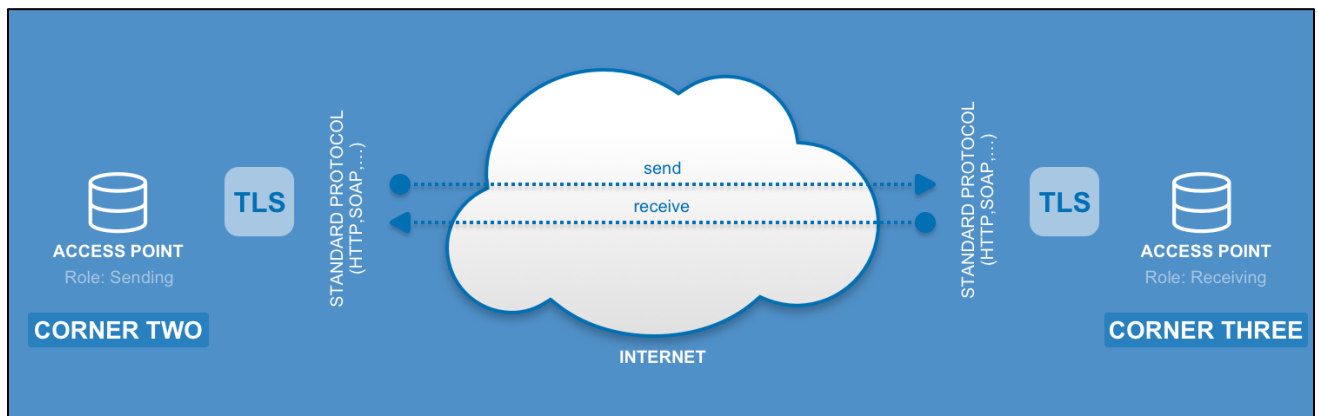 ACCESS POINT
Role: Sending
CORNER TWO
TLS
STANDARD PROTOCOL
(HTTP,SOAP,...)
send
receive
INTERNET
STANDARD PROTOCOL
(HTTP,SOAP,...)
TLS
ACCESS POINT
Role: Receiving
CORNER THREE